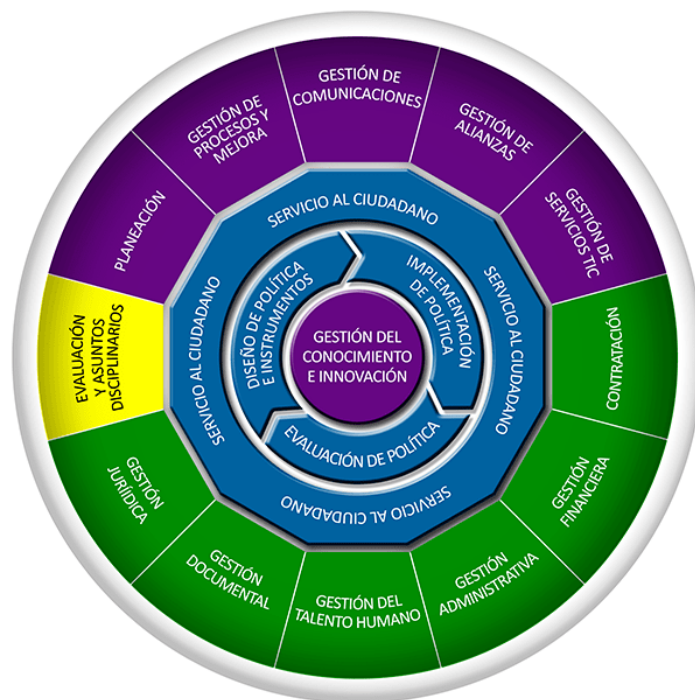 GESTIÓN DE
COMUNICACIONES
GESTIÓN DE
ALIANZAS
GESTIÓN DE
SERVICIOS TIC
CONTRATACIÓN
GESTIÓN
FINANCIERA
GESTIÓN
ADMINISTRATIVA
GESTIÓN DEL
TALENTO HUMANO
GESTIÓN
DOCUMENTAL
GESTIÓN
JURÍDICA
EVALUACIÓN
Y ASUNTOS
DISCIPLINARIOS
PLANEACIÓN
GESTIÓN DE
PROCESOS Y
MEJORA
SERVICIO AL CIUDADANO
SERVICIO AL CIUDADANO
SERVICIO AL CIUDADANO
SERVICIO AL CIUDADANO
DISEÑO DE POLÍTICA
E INSTRUMENTOS
IMPLEMENTACIÓN
DE POLÍTICA
EVALUACIÓN DE POLÍTICA
GESTIÓN DEL
CONOCIMIENTO
E INNOVACIÓN